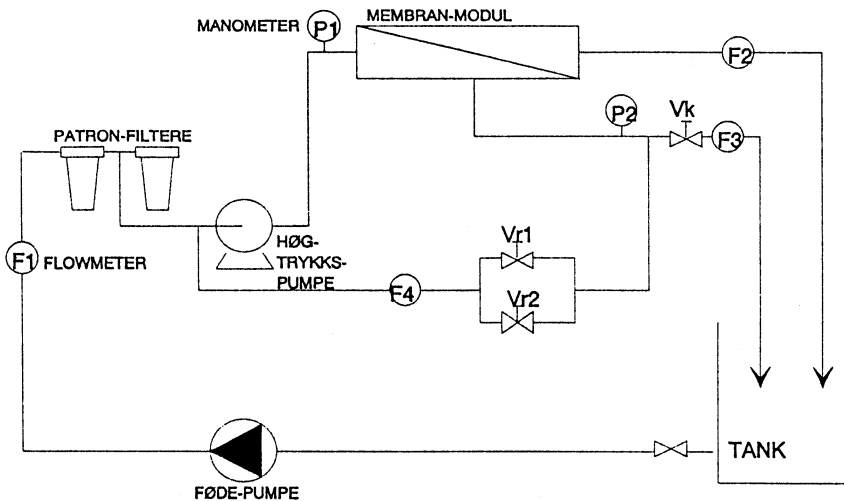 MEMBRAN-MODUL
MANOMETER
P1
F2
P2
Vk
F3
PATRON-FILTERE
F1
FLOWMETER
HØG-
TRYKKS-
PUMPE
Vr1
F4
Vr2
TANK
FØDE-PUMPE